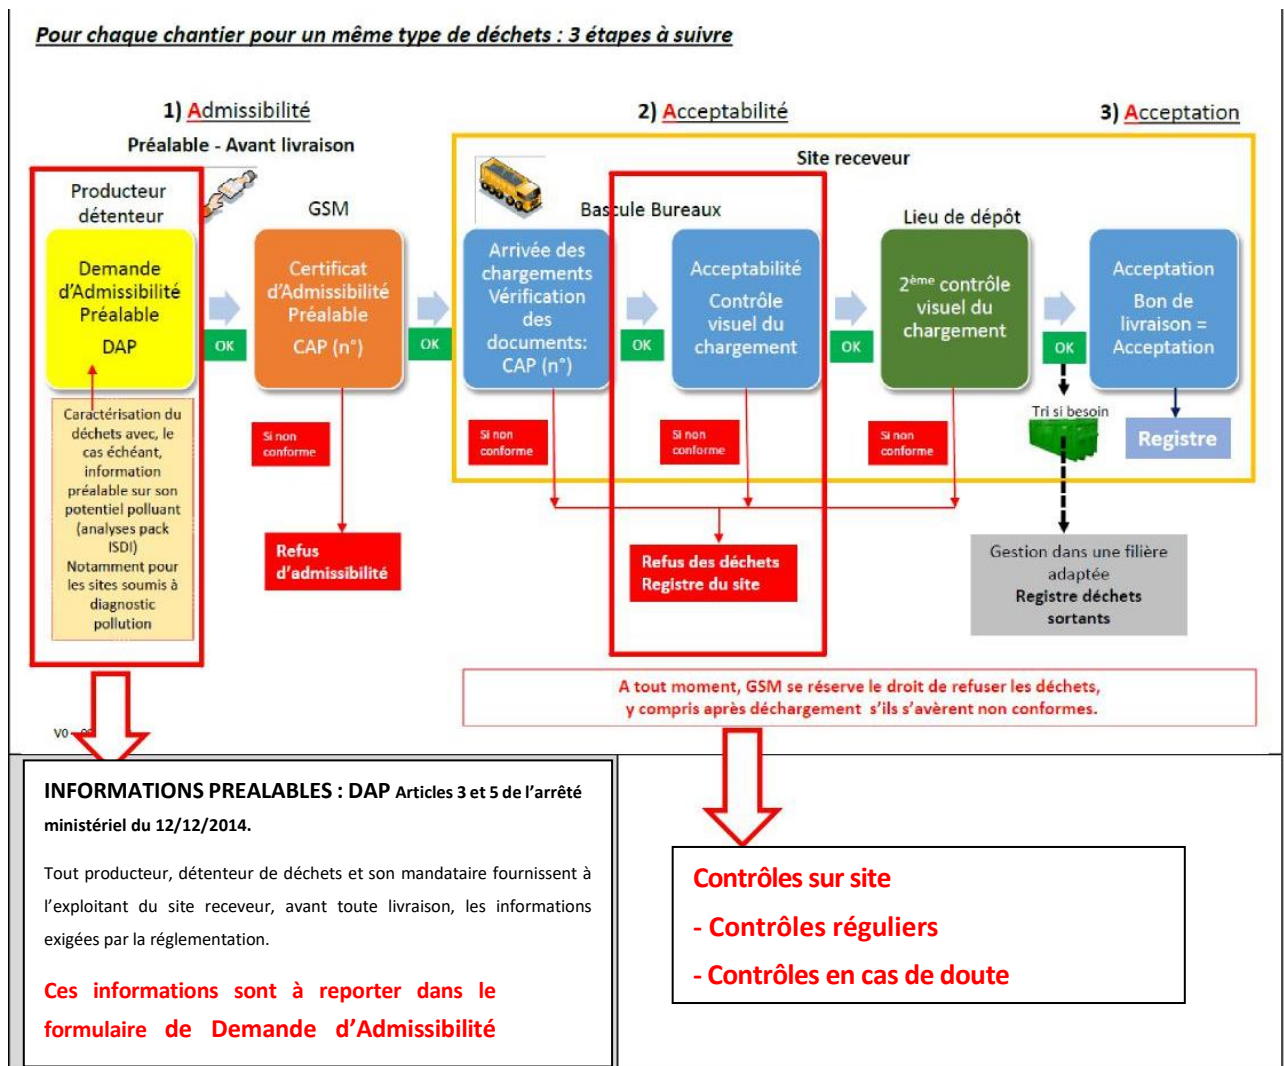 Pour chaque chantier pour un même type de déchets : 3 étapes à suivre
1) Admissibilité
2) Acceptabilité
3) Acceptation
Préalable - Avant livraison
Site receveur
Producteur
détenteur
GSM
Bascule Bureaux
Lieu de dépôt
Demande
d'Admissibilité
Préalable
DAP
OK
Certificat
d'Admissibilité
Préalable
CAP (n°)
OK
Arrivée des
chargements
Vérification
des
documents:
CAP (n°)
OK
Acceptabilité
Contrôle
visuel du
chargement
OK
2ème contrôle
visuel du
chargement
OK
Acceptation
Bon de
livraison =
Acceptation
Caractérisation du
déchets avec, le
cas échéant,
information
préalable sur son
potentiel polluant
(analyses pack
ISDI)
Notamment pour
les sites soumis à
diagnostic
pollution
Si non
conforme
Si non
conforme
Si non
conforme
Si non
conforme
Tri si besoin
Registre
Refus
d'admissibilité
Refus des déchets
Registre du site
Gestion dans une filière
adaptée
Registre déchets
sortants
A tout moment, GSM se réserve le droit de refuser les déchets,
y compris après déchargement s'ils s'avèrent non conformes.
V0
INFORMATIONS PREALABLES : DAP Articles 3 et 5 de l'arrêté
ministériel du 12/12/2014.
Tout producteur, détenteur de déchets et son mandataire fournissent à
l'exploitant du site receveur, avant toute livraison, les informations
exigées par la réglementation.
Ces informations sont à reporter dans le
formulaire de Demande d'Admissibilité
Contrôles sur site
- Contrôles réguliers
- Contrôles en cas de doute